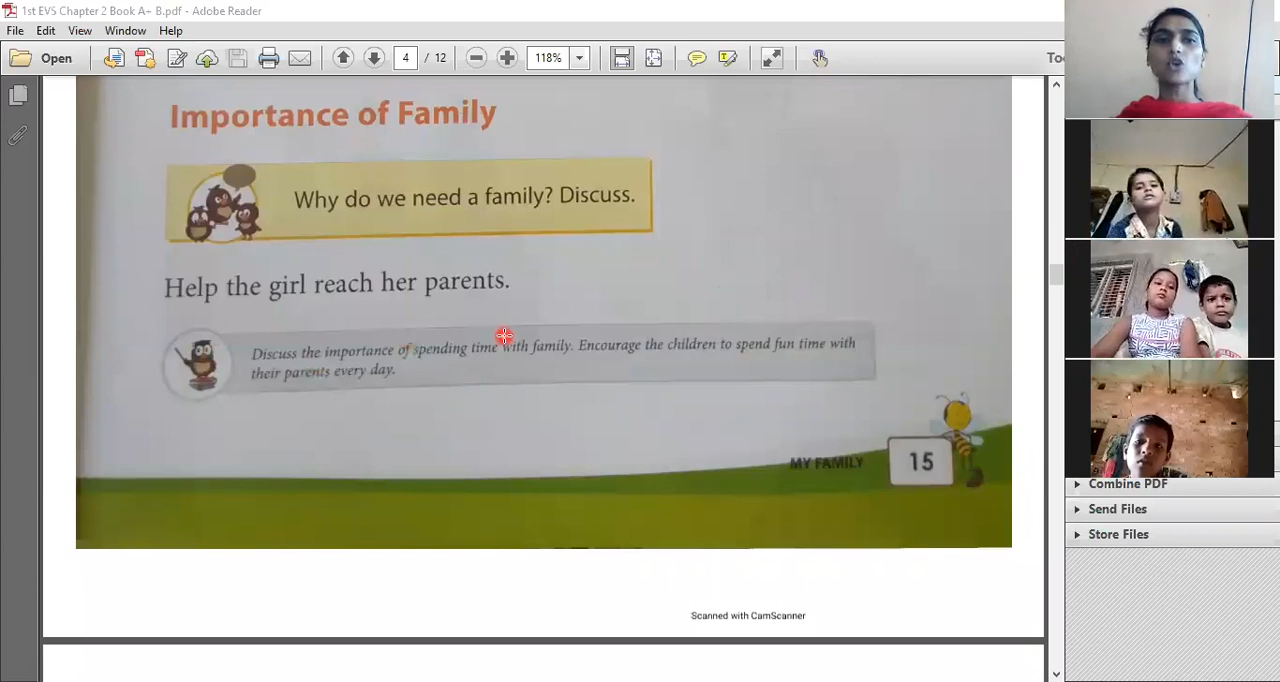 1st EVS Chapter 2 Book A+ B.pdf - Adobe Reader
File Edit View Window Help
Open 4 / 12 118%
Importance of Family
Why do we need a family? Discuss.
Help the girl reach her parents.
Discuss the importance of spending time with family. Encourage the children to spend fun time with
their parents every day.
MY FAMILY 15
Scanned with CamScanner
Combine PDF
Send Files
Store Files